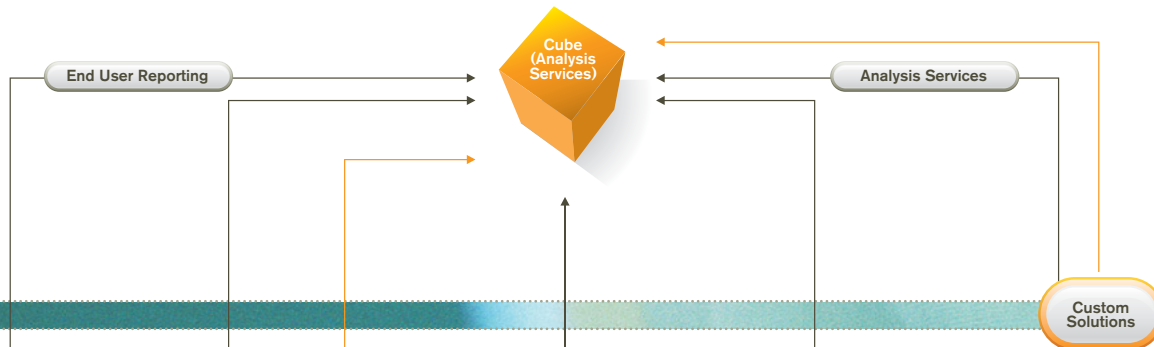 Cube
(Analysis
Services)
End User Reporting
Analysis Services
Custom
Solutions